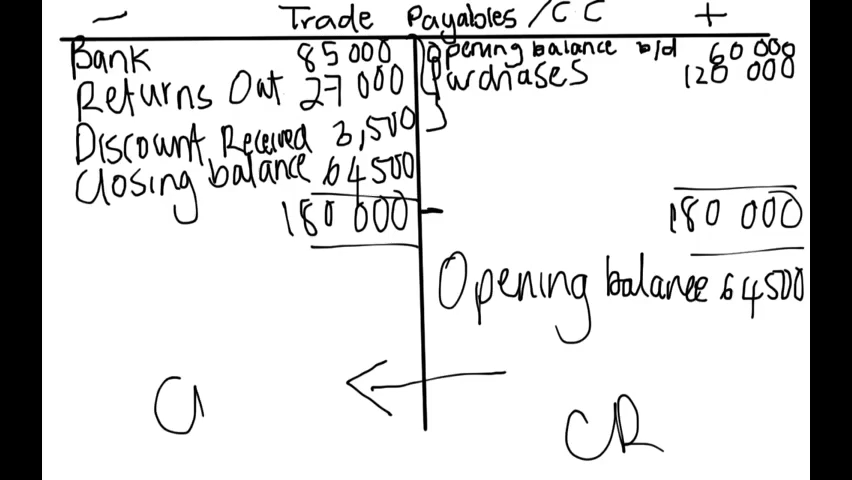 − Trade Payables / CC +
Bank 85 000
Returns Out 27 000
Discount Received 3,500
Closing balance 64 500
180 000
Opening balance b/d 60 000
Purchases 120 000
180 000
Opening balance 64 500
CR